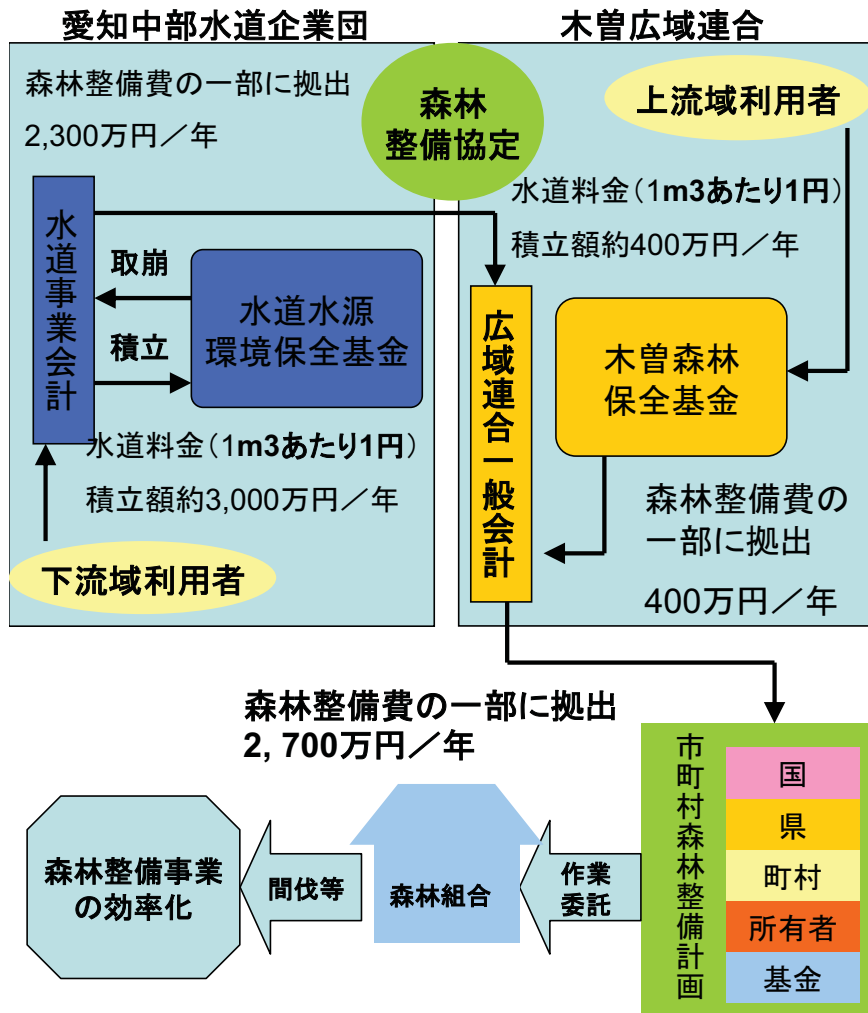 愛知中部水道企業団
森林整備費の一部に拠出
2,300万円／年
水道事業会計
取崩
積立
水道水源
環境保全基金
水道料金（1m3あたり1円）
積立額約3,000万円／年
下流域利用者
森林
整備協定
木曽広域連合
上流域利用者
水道料金（1m3あたり1円）
積立額約400万円／年
広域連合一般会計
木曽森林
保全基金
森林整備費の
一部に拠出
400万円／年
森林整備費の一部に拠出
2, 700万円／年
市町村森林整備計画
国
県
町村
所有者
基金
作業
委託
森林組合
間伐等
森林整備事業
の効率化